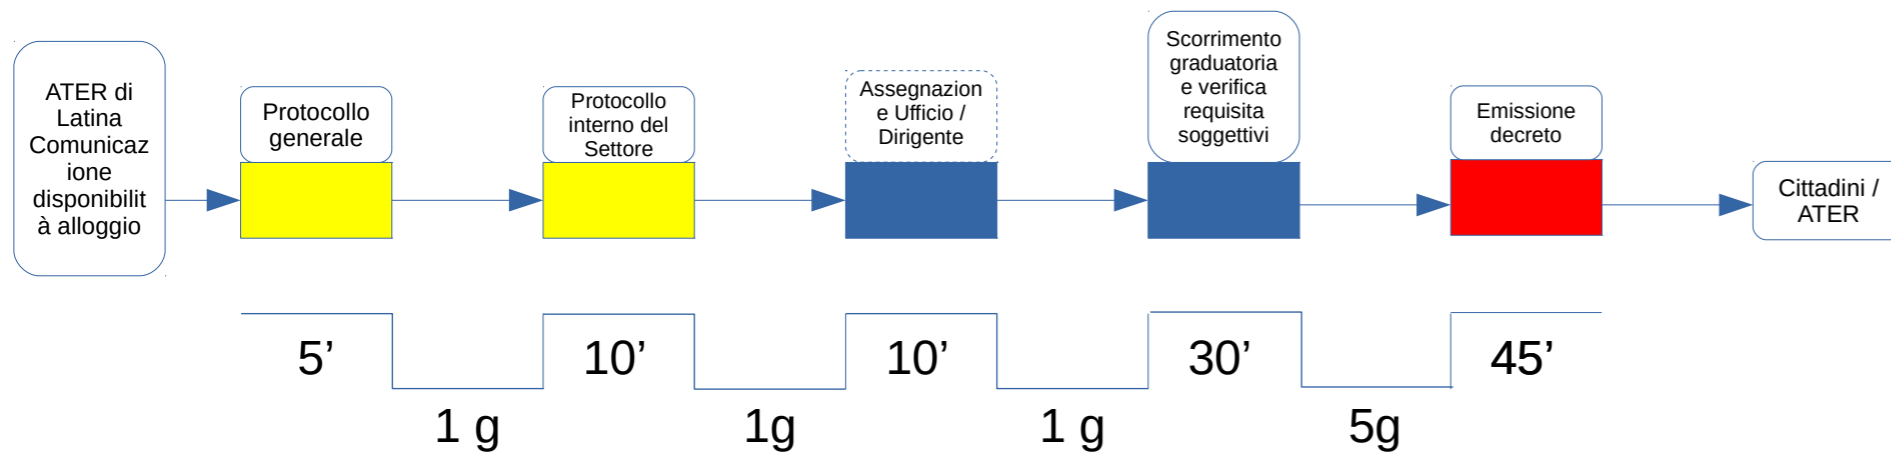 ATER di
Latina
Comunicaz
ione
disponibilit
à alloggio
Protocollo
generale
Protocollo
interno del
Settore
Assegnazion
e Ufficio /
Dirigente
Scorrimento
graduatoria
e verifica
requisita
soggettivi
Emissione
decreto
Cittadini /
ATER
5’
10’
10’
30’
45’
1 g
1g
1 g
5g